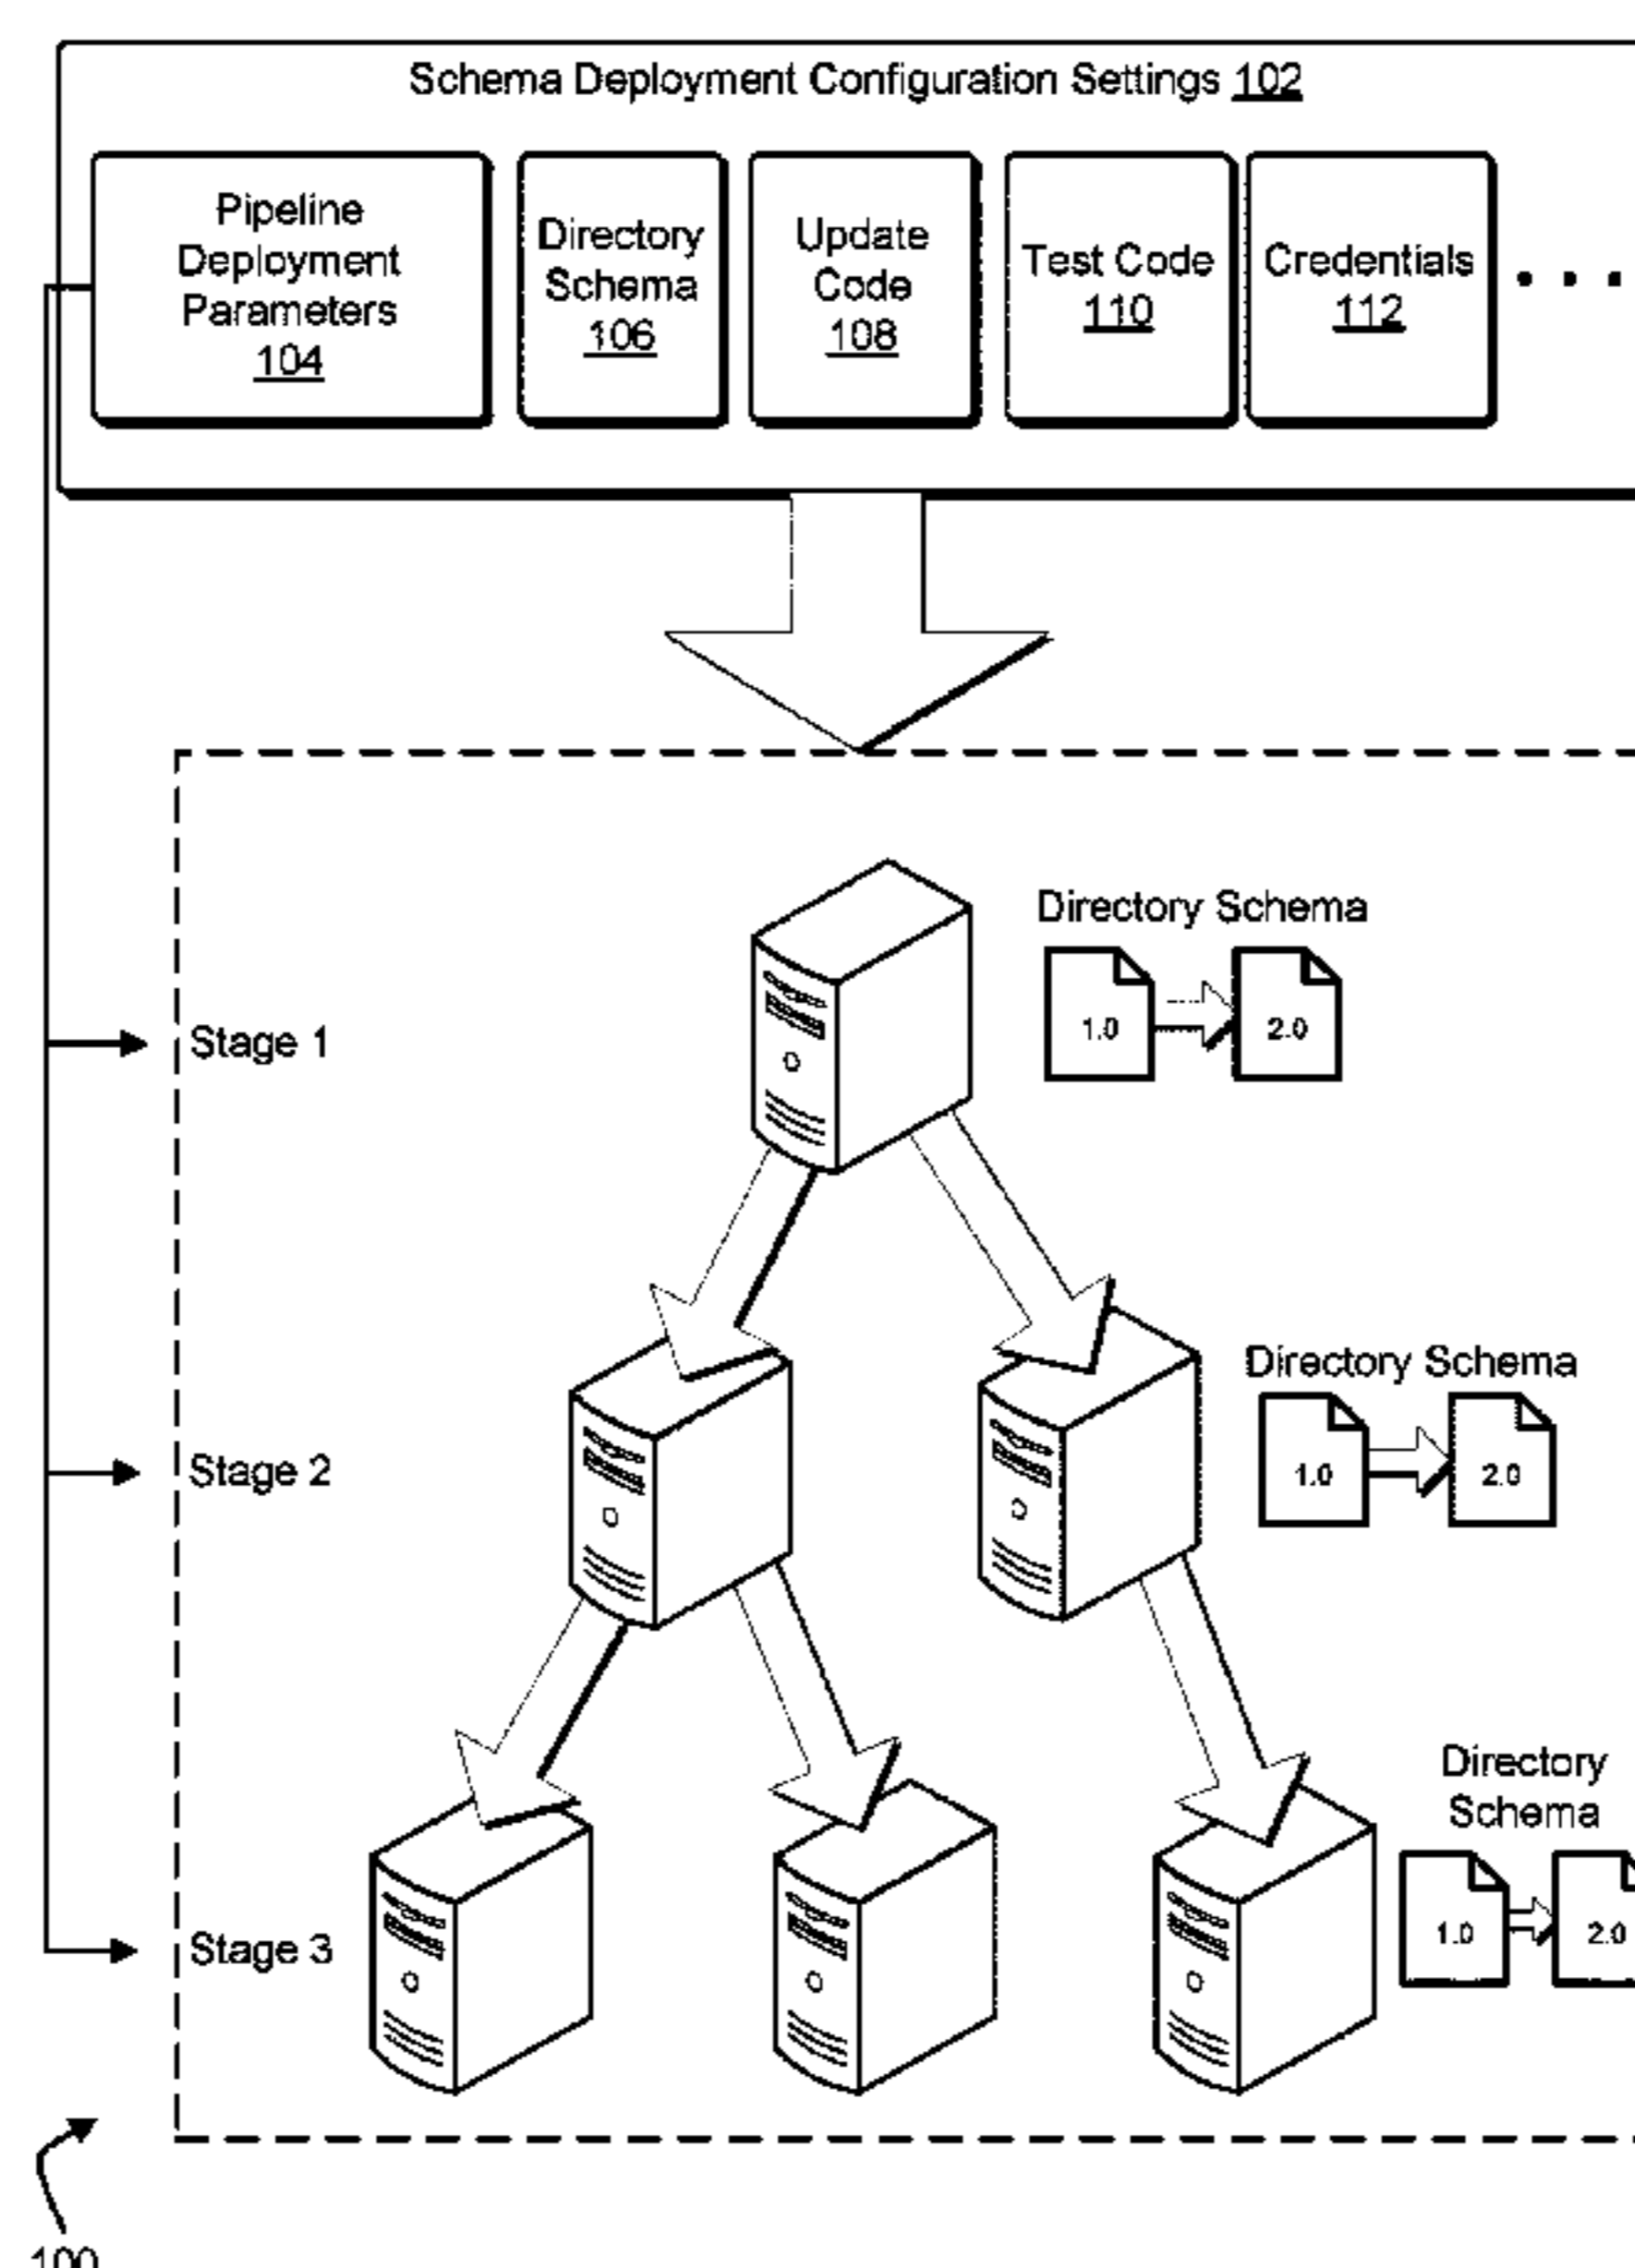 Schema Deployment Configuration Settings 102
Pipeline
Deployment
Parameters
104
Directory
Schema
106
Update
Code
108
Test Code
110
Credentials
112
. . .
Directory Schema
1.0
2.0
Stage 1
Directory Schema
1.0
2.0
Stage 2
Directory
Schema
1.0
2.0
Stage 3
100